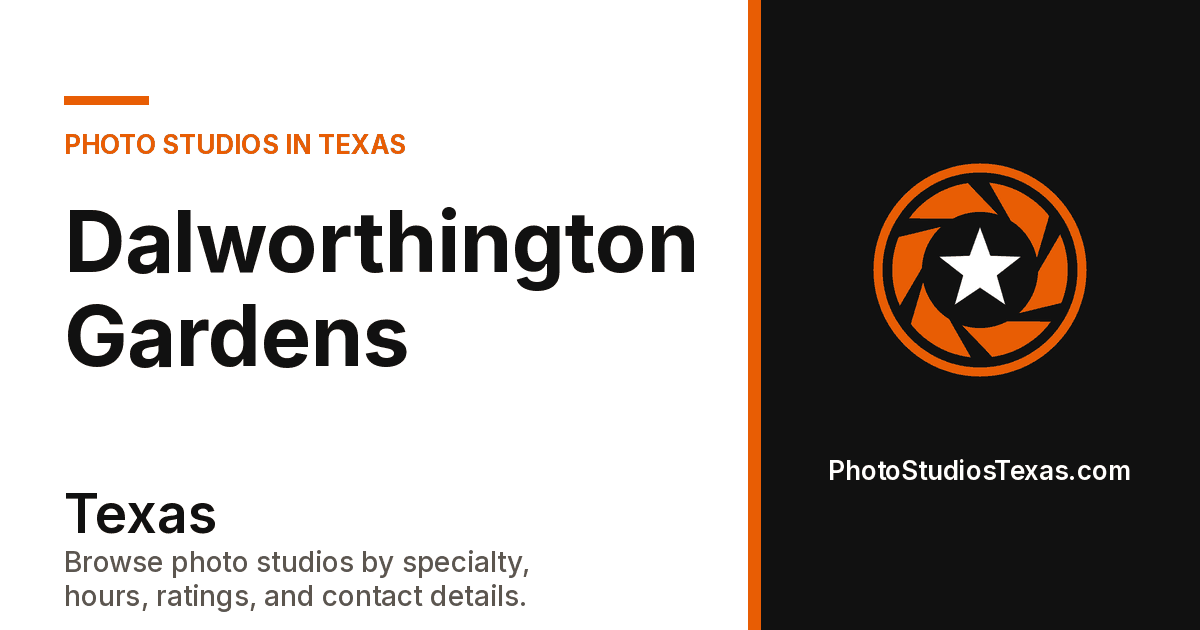 PHOTO STUDIOS IN TEXAS
Dalworthington
Gardens
Texas
Browse photo studios by specialty,
hours, ratings, and contact details.
PhotoStudiosTexas.com